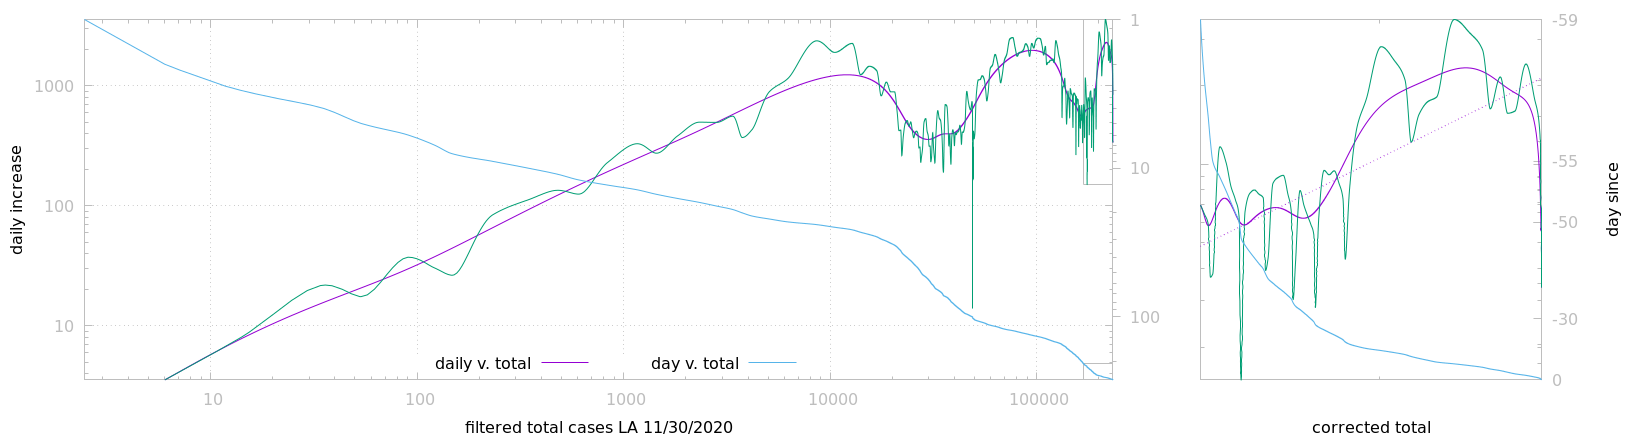 1 -59
1000
10 -55
100 -50
daily increase
day since
10 100 -30
daily v. total day v. total
0
10 100 1000 10000 100000
filtered total cases LA 11/30/2020 corrected total